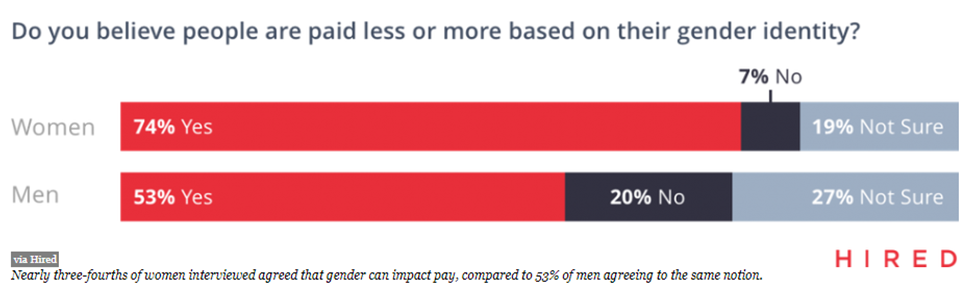 Do you believe people are paid less or more based on their gender identity?
7% No
Women 74% Yes 19% Not Sure
Men 53% Yes 20% No 27% Not Sure
via Hired HIRED
Nearly three-fourths of women interviewed agreed that gender can impact pay, compared to 53% of men agreeing to the same notion.